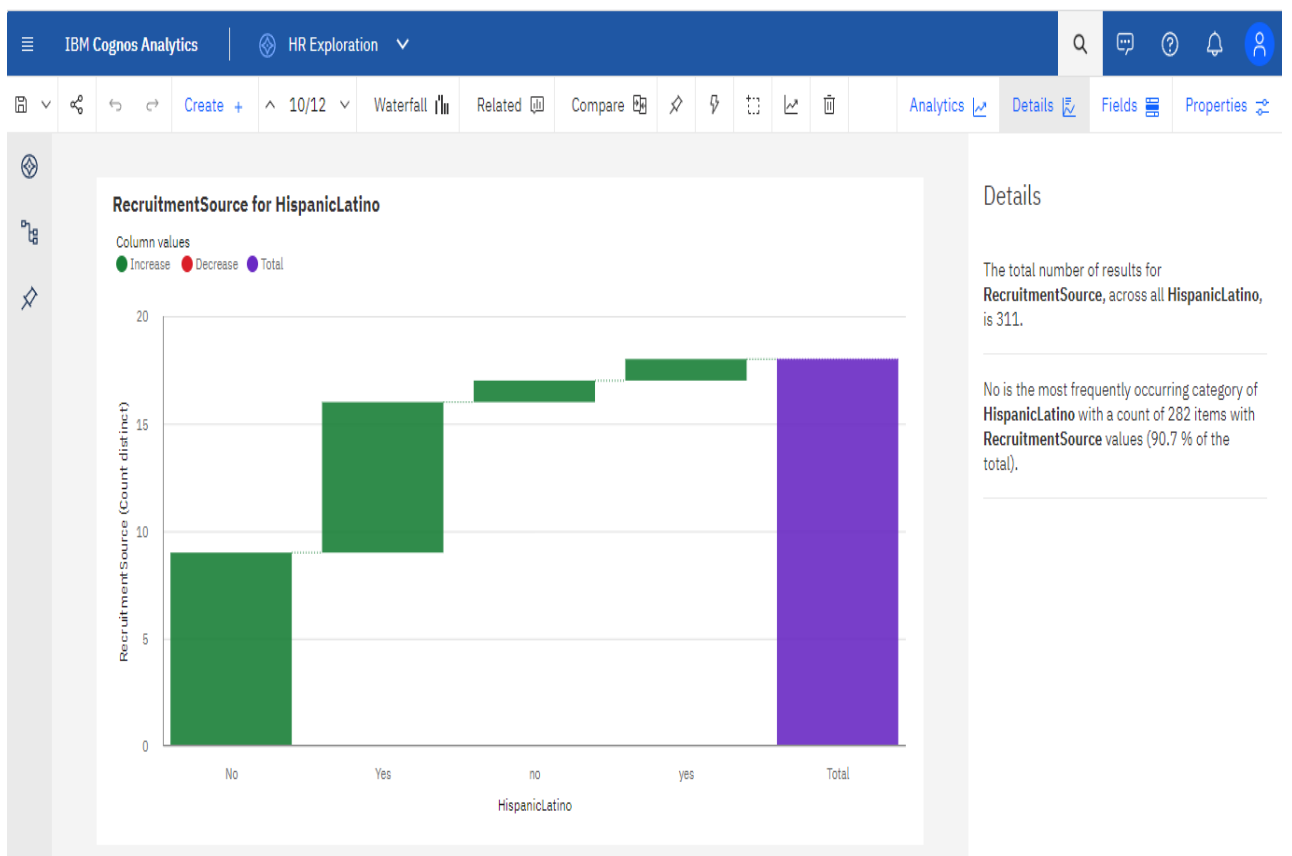 IBM Cognos Analytics HR Exploration
Create + 10/12 Waterfall Related Compare Analytics Details Fields Properties
RecruitmentSource for HispanicLatino
Column values
Increase Decrease Total
20
15
10
5
0
RecruitmentSource (Count distinct)
No Yes no yes Total
HispanicLatino
Details
The total number of results for
RecruitmentSource, across all HispanicLatino,
is 311.
No is the most frequently occurring category of
HispanicLatino with a count of 282 items with
RecruitmentSource values (90.7 % of the
total).